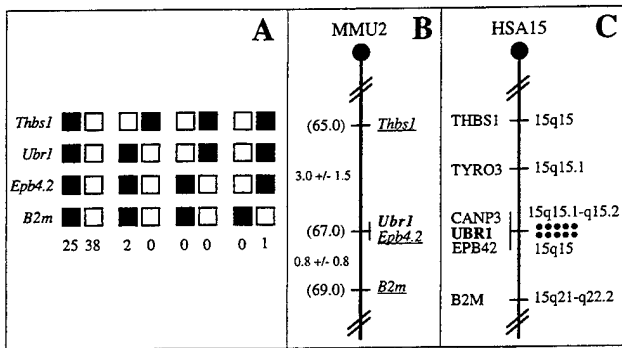 A
Thbs1
Ubr1
Epb4.2
B2m
25 38 2 0 0 0 0 1
MMU2
B
(65.0) Thbs1
3.0 +/- 1.5
Ubr1
(67.0) Epb4.2
0.8 +/- 0.8
(69.0) B2m
HSA15
C
THBS1 15q15
TYRO3 15q15.1
CANP3 15q15.1-q15.2
UBR1
EPB42 15q15
B2M 15q21-q22.2